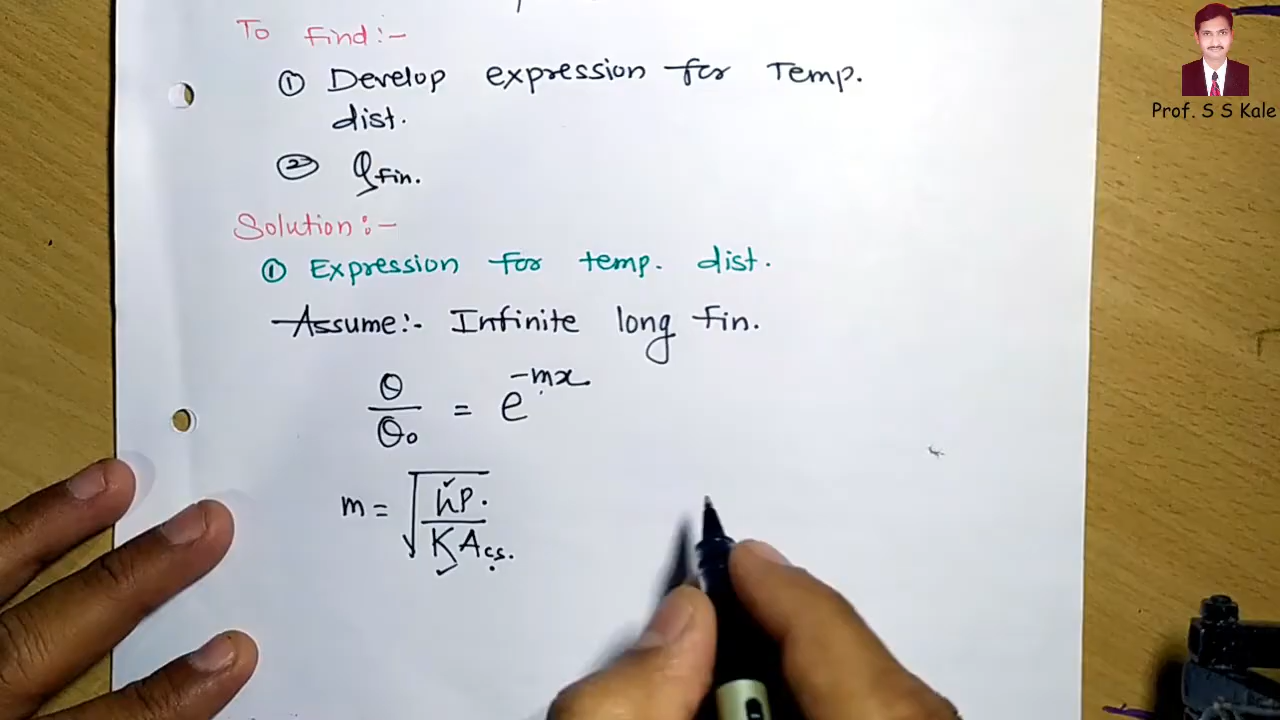 To Find:-
① Develop expression for Temp.
dist.
② Q Fin.
Solution:-
① Expression for temp. dist.
Assume:- Infinite long fin.
θ/θ₀ = e^-mx
m = √(hP/KAcs.)
Prof. S S Kale